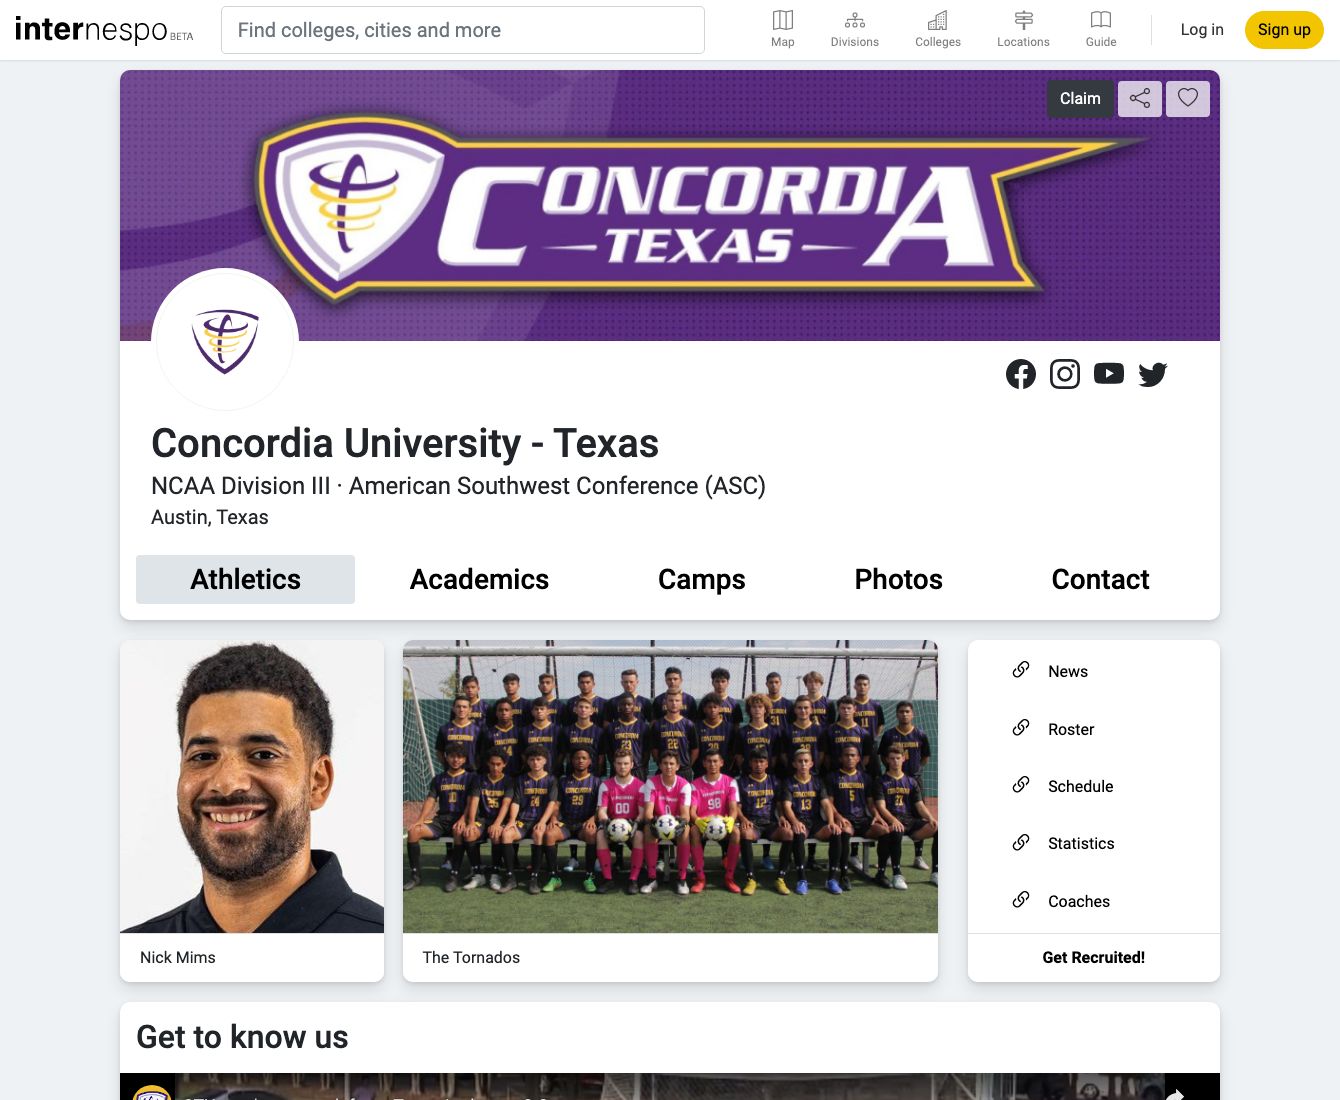 internespo BETA
Find colleges, cities and more
Map
Divisions
Colleges
Locations
Guide
Log in
Sign up
Claim
CONCORDIA
TEXAS
Concordia University - Texas
NCAA Division III · American Southwest Conference (ASC)
Austin, Texas
Athletics
Academics
Camps
Photos
Contact
Nick Mims
The Tornados
News
Roster
Schedule
Statistics
Coaches
Get Recruited!
Get to know us